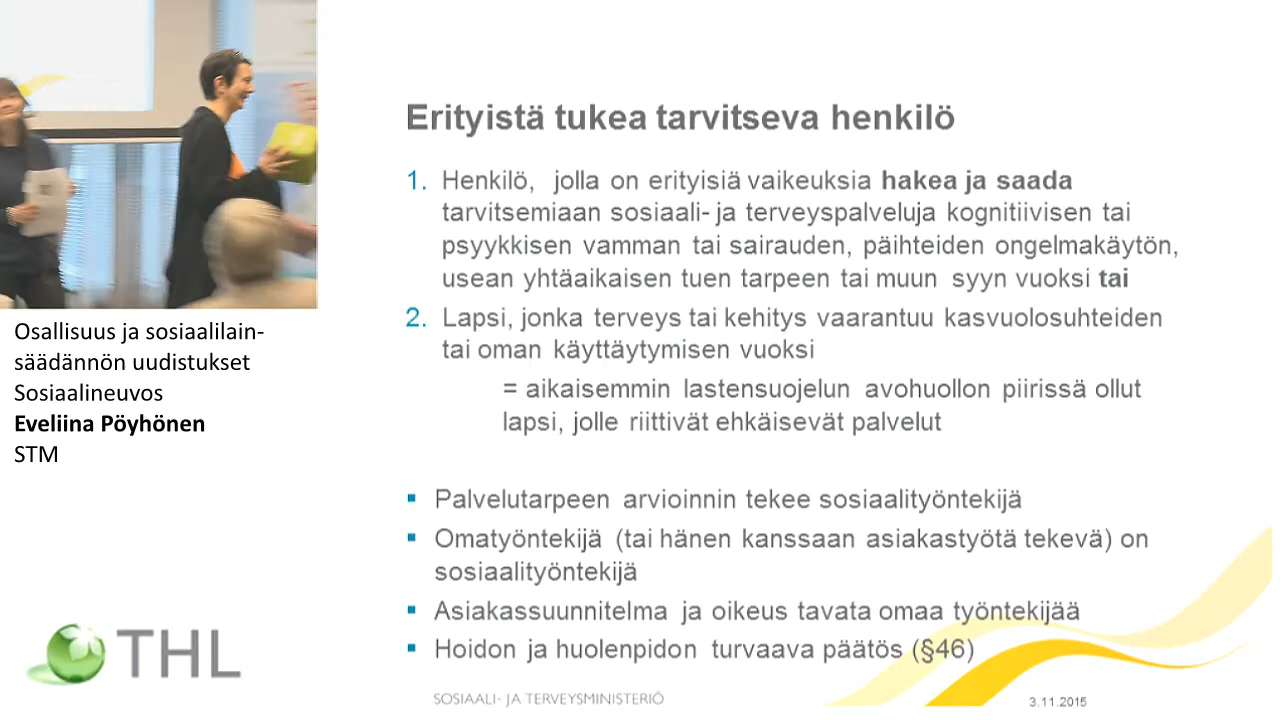 Erityistä tukea tarvitseva henkilö
1. Henkilö, jolla on erityisiä vaikeuksia hakea ja saada
tarvitsemiaan sosiaali- ja terveyspalveluja kognitiivisen tai
psyykkisen vamman tai sairauden, päihteiden ongelmakäytön,
usean yhtäaikaisen tuen tarpeen tai muun syyn vuoksi tai
2. Lapsi, jonka terveys tai kehitys vaarantuu kasvuolosuhteiden
tai oman käyttäytymisen vuoksi
= aikaisemmin lastensuojelun avohuollon piirissä ollut
lapsi, jolle riittivät ehkäisevät palvelut
▪ Palvelutarpeen arvioinnin tekee sosiaalityöntekijä
▪ Omatyöntekijä (tai hänen kanssaan asiakastyötä tekevä) on
sosiaalityöntekijä
▪ Asiakassuunnitelma ja oikeus tavata omaa työntekijää
▪ Hoidon ja huolenpidon turvaava päätös (§46)
SOSIAALI- JA TERVEYSMINISTERIÖ
3.11.2015
Osallisuus ja sosiaalilain-
säädännön uudistukset
Sosiaalineuvos
Eveliina Pöyhönen
STM
THL